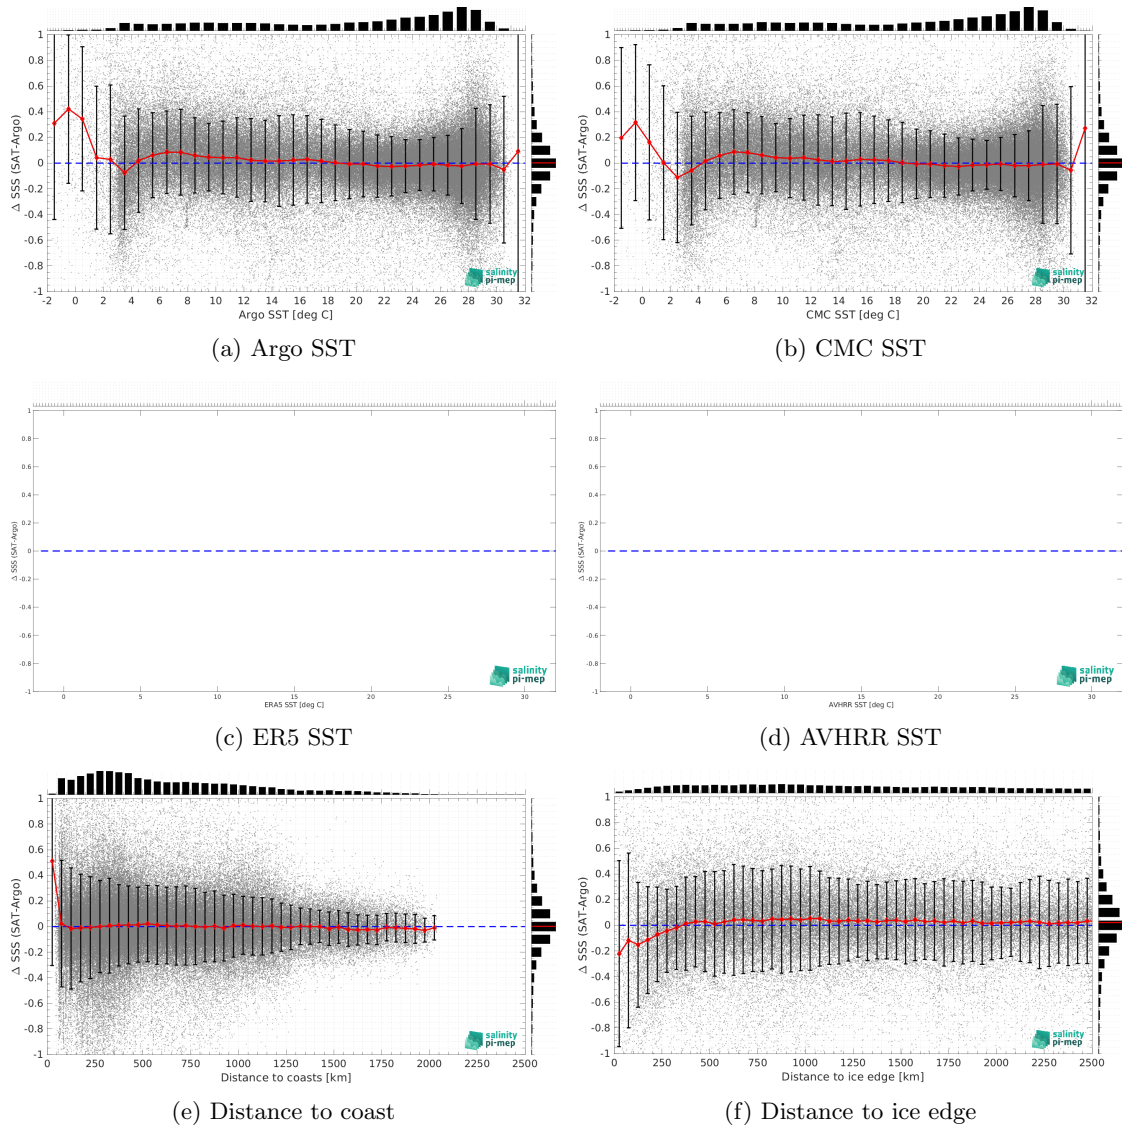 1
0.8
0.6
0.4
0.2
0
-0.2
-0.4
-0.6
-0.8
-1
Δ SSS (SAT-Argo)
-2 0 2 4 6 8 10 12 14 16 18 20 22 24 26 28 30 32
Argo SST [deg C]
salinity
pi-mep
(a) Argo SST
1
0.8
0.6
0.4
0.2
0
-0.2
-0.4
-0.6
-0.8
-1
Δ SSS (SAT-Argo)
-2 0 2 4 6 8 10 12 14 16 18 20 22 24 26 28 30 32
CMC SST [deg C]
salinity
pi-mep
(b) CMC SST
1
0.8
0.6
0.4
0.2
0
-0.2
-0.4
-0.6
-0.8
-1
Δ SSS (SAT-Argo)
0 5 10 15 20 25 30
ERA5 SST [deg C]
salinity
pi-mep
(c) ER5 SST
1
0.8
0.6
0.4
0.2
0
-0.2
-0.4
-0.6
-0.8
-1
Δ SSS (SAT-Argo)
0 5 10 15 20 25 30
AVHRR SST [deg C]
salinity
pi-mep
(d) AVHRR SST
1
0.8
0.6
0.4
0.2
0
-0.2
-0.4
-0.6
-0.8
-1
Δ SSS (SAT-Argo)
0 250 500 750 1000 1250 1500 1750 2000 2250 2500
Distance to coasts [km]
salinity
pi-mep
(e) Distance to coast
1
0.8
0.6
0.4
0.2
0
-0.2
-0.4
-0.6
-0.8
-1
Δ SSS (SAT-Argo)
0 250 500 750 1000 1250 1500 1750 2000 2250 2500
Distance to ice edge [km]
salinity
pi-mep
(f) Distance to ice edge